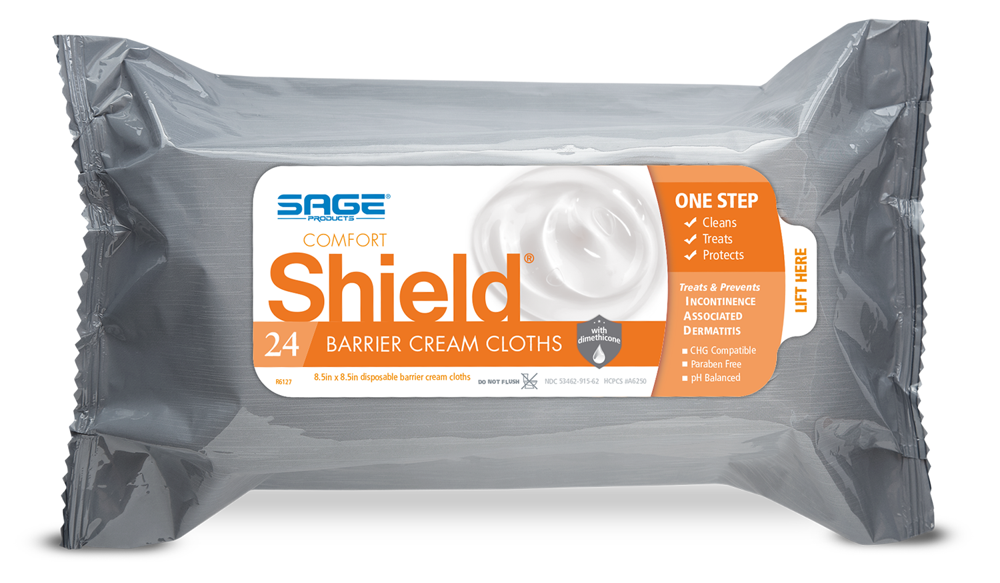 SAGE®
PRODUCTS
COMFORT
Shield®
24
BARRIER CREAM CLOTHS
with
dimethicone
R6127
8.5in x 8.5in disposable barrier cream cloths
DO NOT FLUSH
NDC 53462-915-62 HCPCS #A6250
ONE STEP
Cleans
Treats
Protects
Treats & Prevents
INCONTINENCE
ASSOCIATED
DERMATITIS
CHG Compatible
Paraben Free
pH Balanced
LIFT HERE